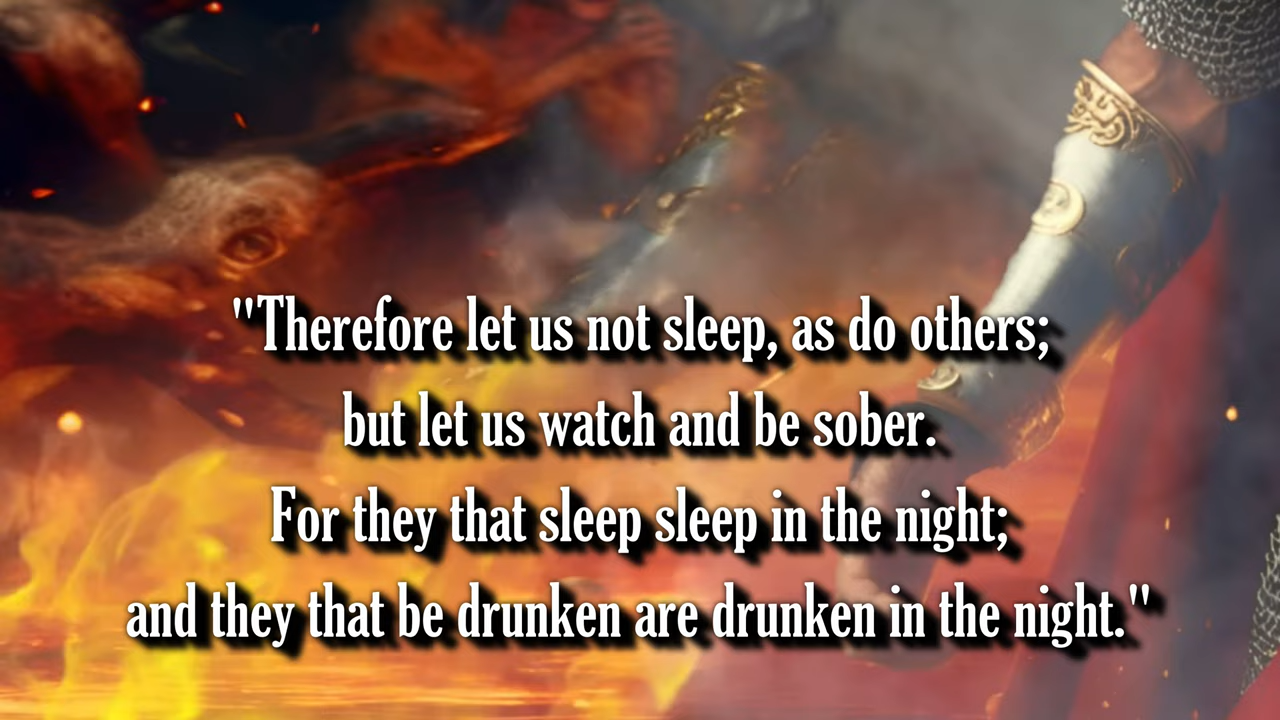 "Therefore let us not sleep, as do others;
but let us watch and be sober.
For they that sleep sleep in the night;
and they that be drunken are drunken in the night."